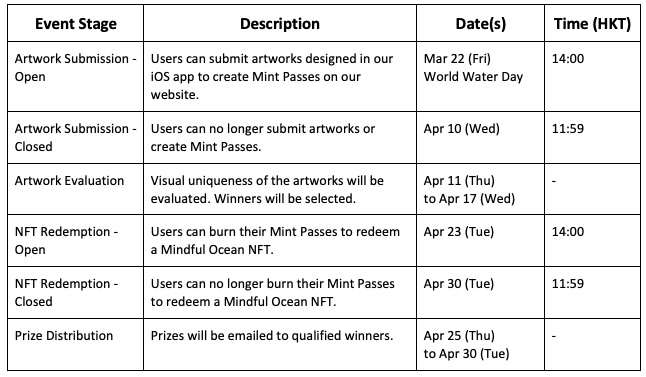 Event Stage Description Date(s) Time (HKT)
Artwork Submission - Users can submit artworks designed in our Mar 22 (Fri) 14:00
Open iOS app to create Mint Passes on our World Water Day
website.
Artwork Submission - Users can no longer submit artworks or Apr 10 (Wed) 11:59
Closed create Mint Passes.
Artwork Evaluation Visual uniqueness of the artworks will be Apr 11 (Thu) -
evaluated. Winners will be selected. to Apr 17 (Wed)
NFT Redemption - Users can burn their Mint Passes to redeem Apr 23 (Tue) 14:00
Open a Mindful Ocean NFT.
NFT Redemption - Users can no longer burn their Mint Passes Apr 30 (Tue) 11:59
Closed to redeem a Mindful Ocean NFT.
Prize Distribution Prizes will be emailed to qualified winners. Apr 25 (Thu) -
to Apr 30 (Tue)